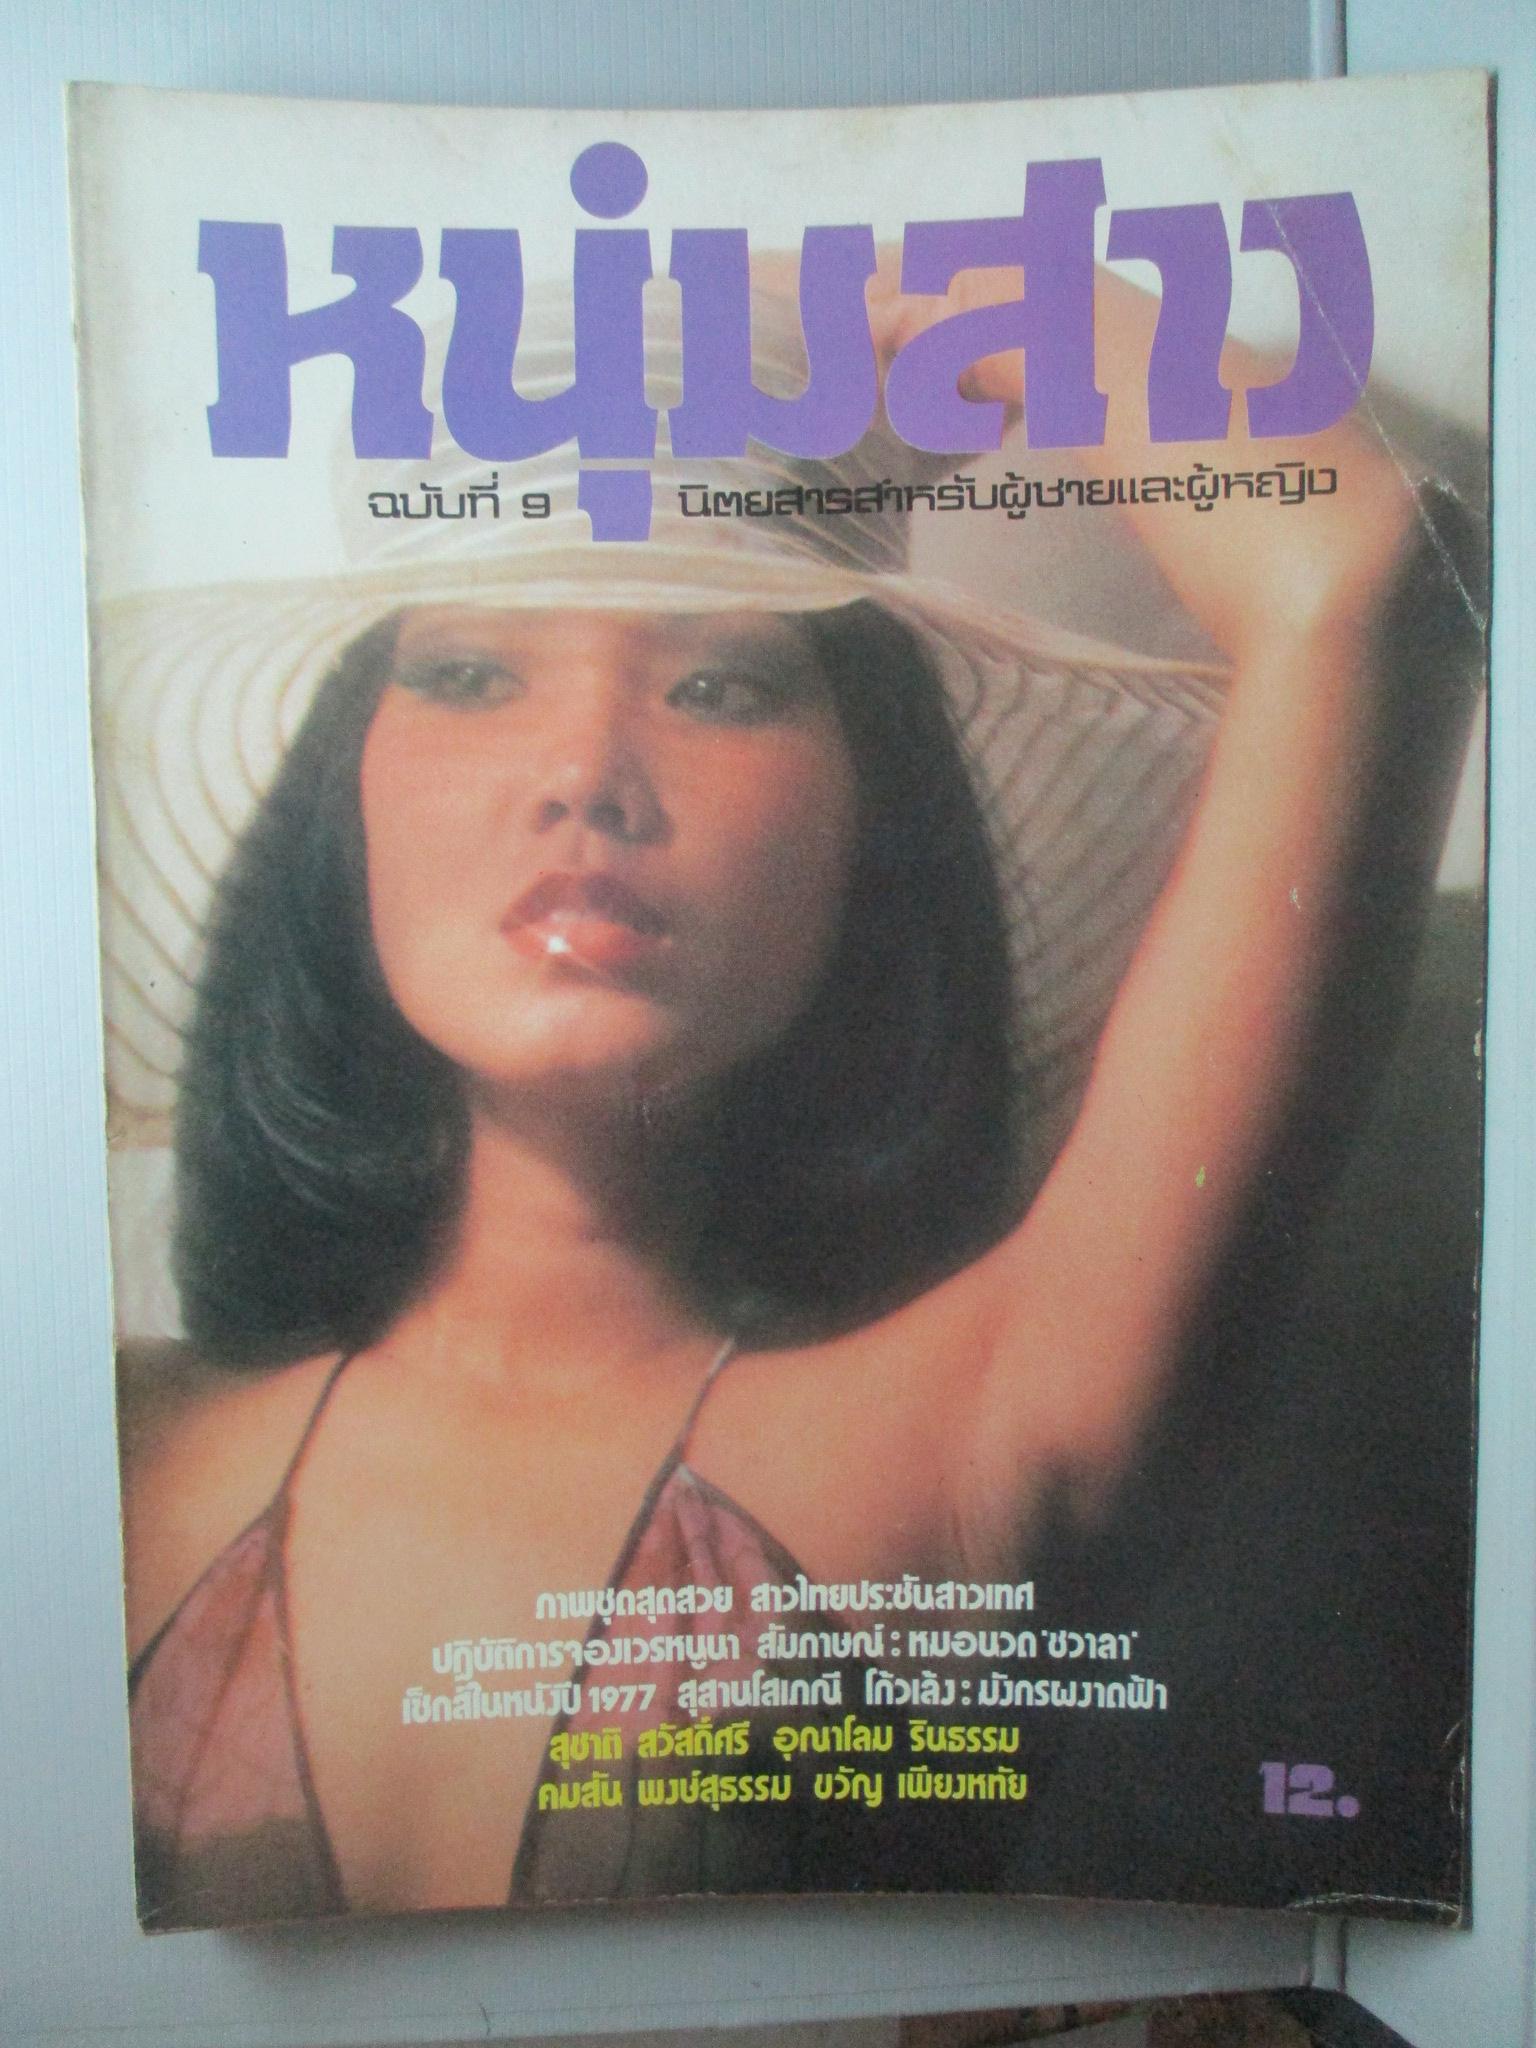 หนุ่มสาว
ฉบับที่ 9 นิตยสารสำหรับผู้ชายและผู้หญิง
ภาพชุดสุดสวย สาวไทยประชันสาวเทศ
ปฏิบัติการจองเวรหนูนา สัมภาษณ์ : หมอนวด "ชวาลา"
เช็กส์ในหนังปี 1977 สุสานโสเภณี โก้วเล้ง : มังกรผงาดฟ้า
สุชาติ สวัสดิ์ศรี อุณาโลม รินธรรม
คมสัน พงษ์สุธรรม ขวัญ เพียงหทัย
12.